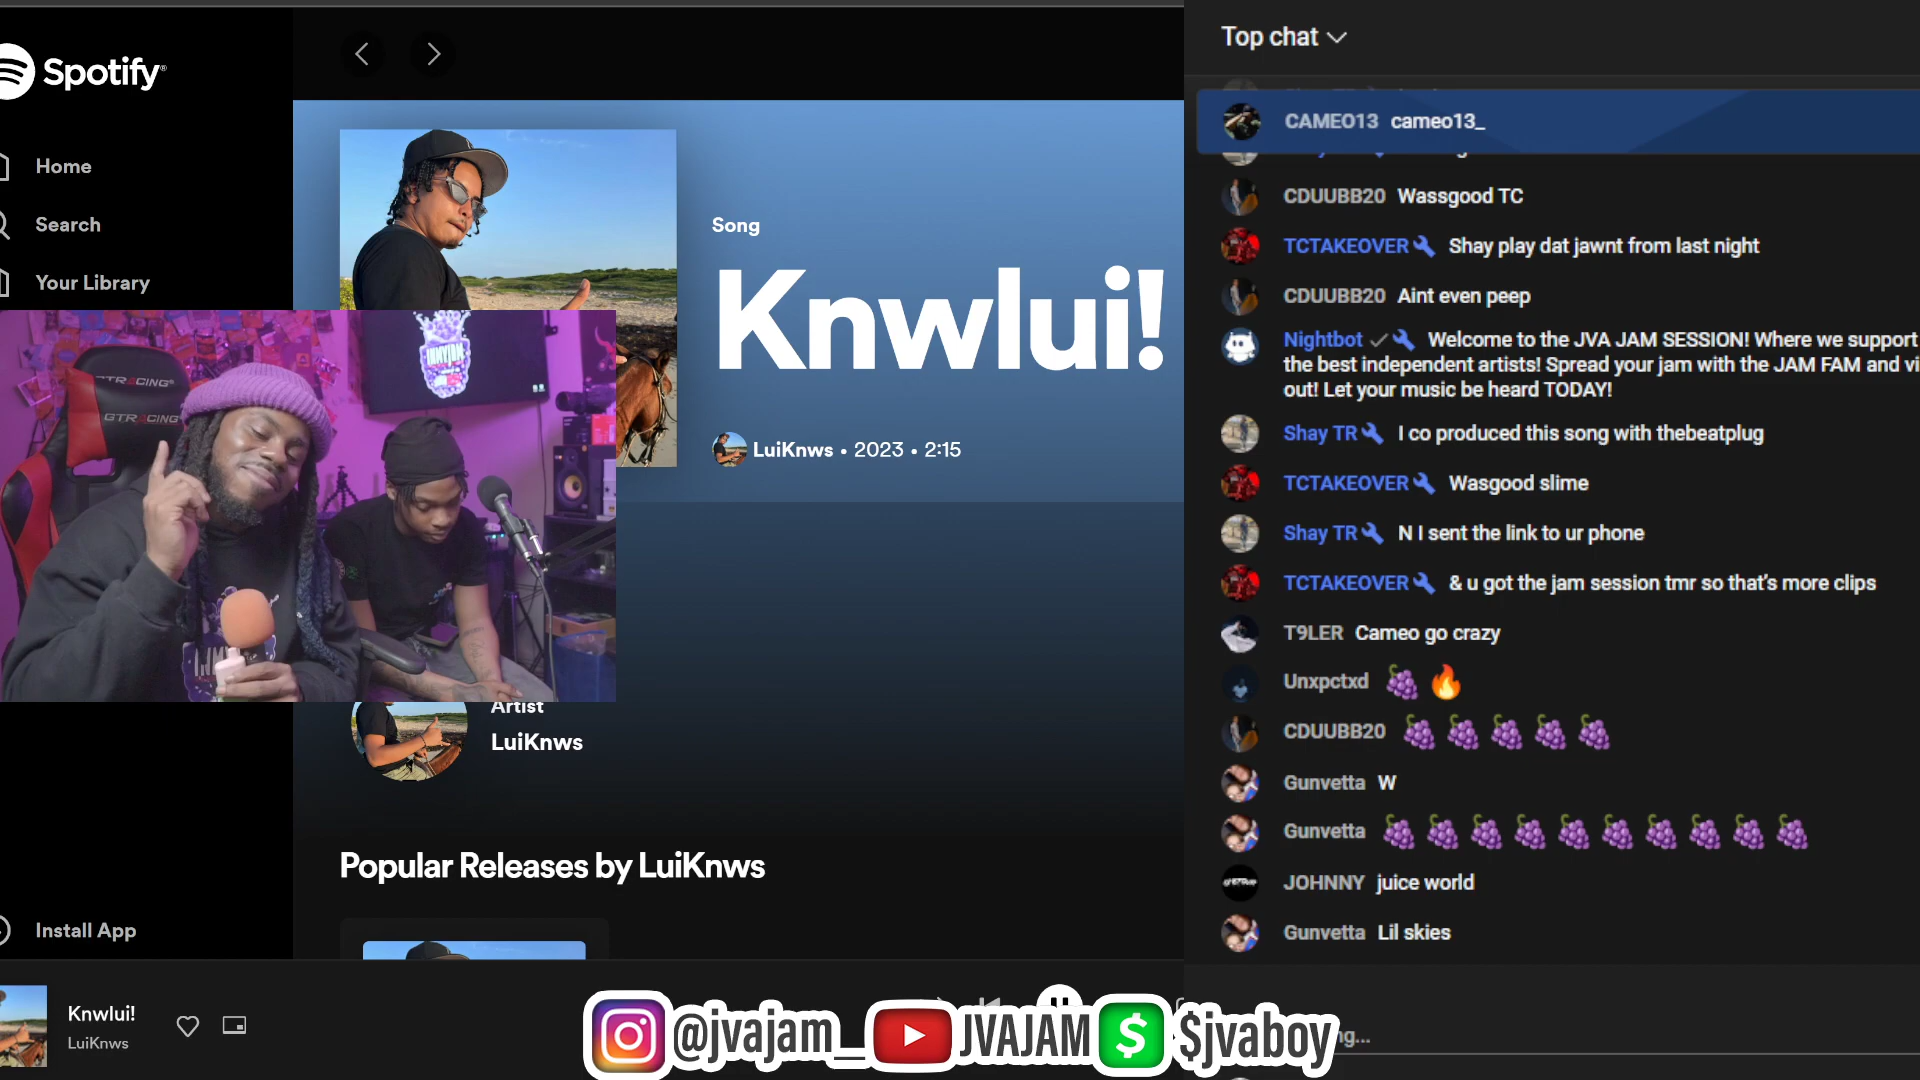 Spotify
Home
Search
Your Library
Install App
Song
Knwlui!
LuiKnws • 2023 • 2:15
GTRACING
GTRACING
Artist
LuiKnws
Popular Releases by LuiKnws
Knwlui!
LuiKnws
@jvajam_
JVAJAM
$jvaboy
Top chat
CAMEO13 cameo13_
CDUUBB20 Wassgood TC
TCTAKEOVER Shay play dat jawnt from last night
CDUUBB20 Aint even peep
Nightbot Welcome to the JVA JAM SESSION! Where we support
the best independent artists! Spread your jam with the JAM FAM and vi
out! Let your music be heard TODAY!
Shay TR I co produced this song with thebeatplug
TCTAKEOVER Wasgood slime
Shay TR N I sent the link to ur phone
TCTAKEOVER & u got the jam session tmr so that's more clips
T9LER Cameo go crazy
Unxpctxd 🍇 🔥
CDUUBB20 🍇 🍇 🍇 🍇 🍇
Gunvetta W
Gunvetta 🍇 🍇 🍇 🍇 🍇 🍇 🍇 🍇 🍇 🍇
JOHNNY juice world
Gunvetta Lil skies